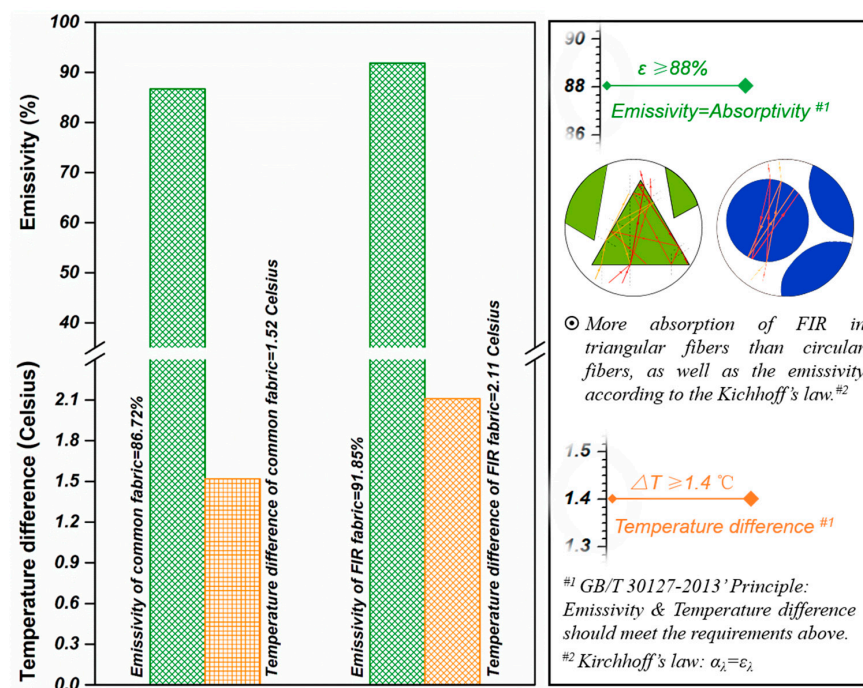 Emissivity (%)
100
90
80
70
60
50
40
Temperature difference (Celsius)
2.1
1.8
1.5
1.2
0.9
0.6
0.3
0.0
Emissivity of common fabric=86.72%
Temperature difference of common fabric=1.52 Celsius
Emissivity of FIR fabric=91.85%
Temperature difference of FIR fabric=2.11 Celsius
90
88
86
ε ≥88%
Emissivity=Absorptivity #1
⊙ More absorption of FIR in
triangular fibers than circular
fibers, as well as the emissivity
according to the Kichhoff's law.#2
1.5
1.4
1.3
△T ≥1.4 ℃
Temperature difference #1
#1 GB/T 30127-2013' Principle:
Emissivity & Temperature difference
should meet the requirements above.
#2 Kirchhoff's law: αλ=ελ